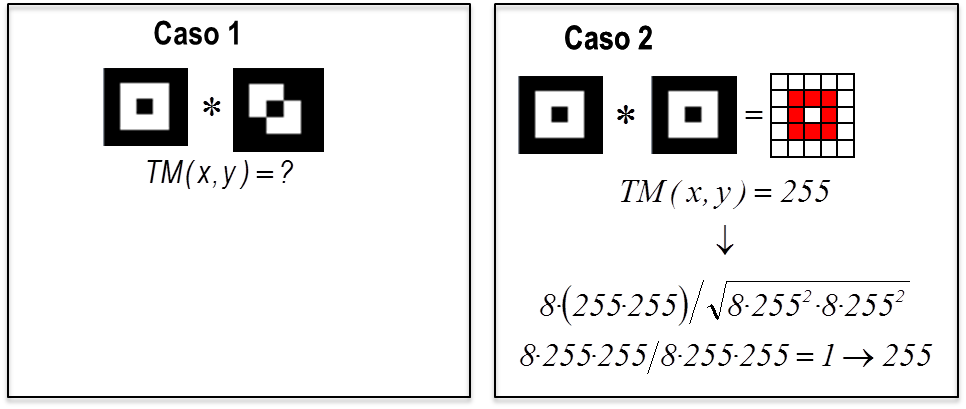 Caso 1
*
TM(x,y)=?
Caso 2
* =
TM(x,y)=255
↓
8·(255·255)/√(8·255²·8·255²)
8·255·255/8·255·255=1→255